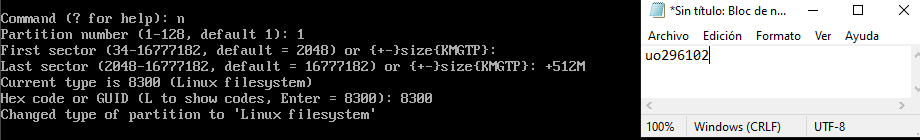 Command (? for help): n
Partition number (1-128, default 1): 1
First sector (34-16777182, default = 2048) or {+-}size{KMGTP}:
Last sector (2048-16777182, default = 16777182) or {+-}size{KMGTP}: +512M
Current type is 8300 (Linux filesystem)
Hex code or GUID (L to show codes, Enter = 8300): 8300
Changed type of partition to 'Linux filesystem'
*Sin título: Bloc de n...
Archivo Edición Formato Ver Ayuda
uo296102
100% Windows (CRLF) UTF-8